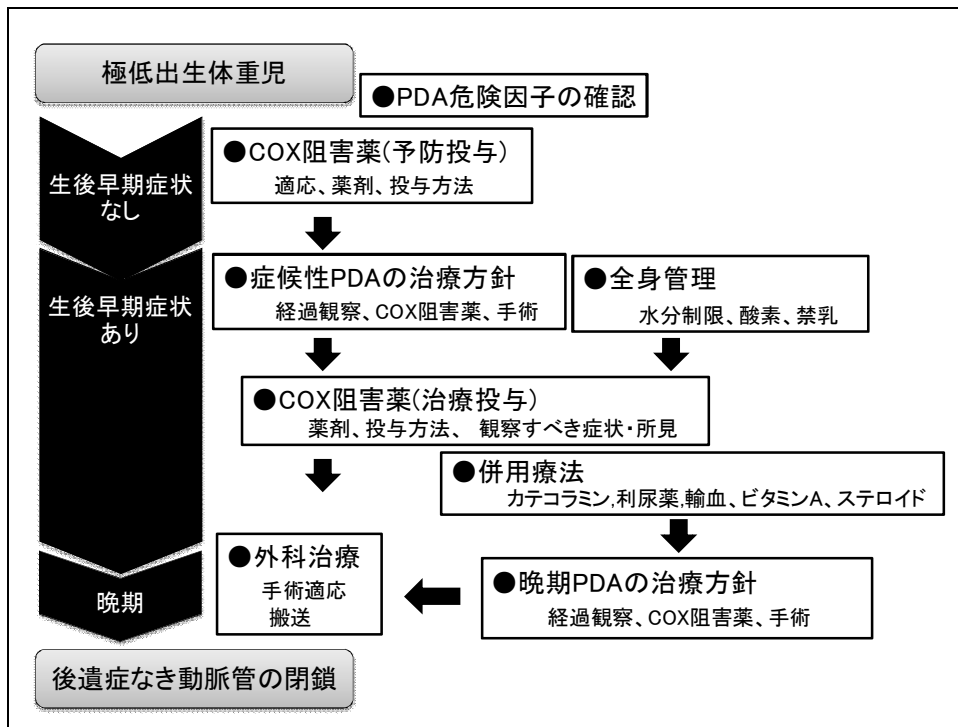 極低出生体重児
●PDA危険因子の確認
●COX阻害薬(予防投与)
適応、薬剤、投与方法
生後早期症状
なし
●症候性PDAの治療方針
経過観察、COX阻害薬、手術
●全身管理
水分制限、酸素、禁乳
生後早期症状
あり
●COX阻害薬(治療投与)
薬剤、投与方法、 観察すべき症状・所見
●併用療法
カテコラミン,利尿薬,輸血、ビタミンA、ステロイド
●外科治療
手術適応
搬送
●晩期PDAの治療方針
経過観察、COX阻害薬、手術
晩期
後遺症なき動脈管の閉鎖